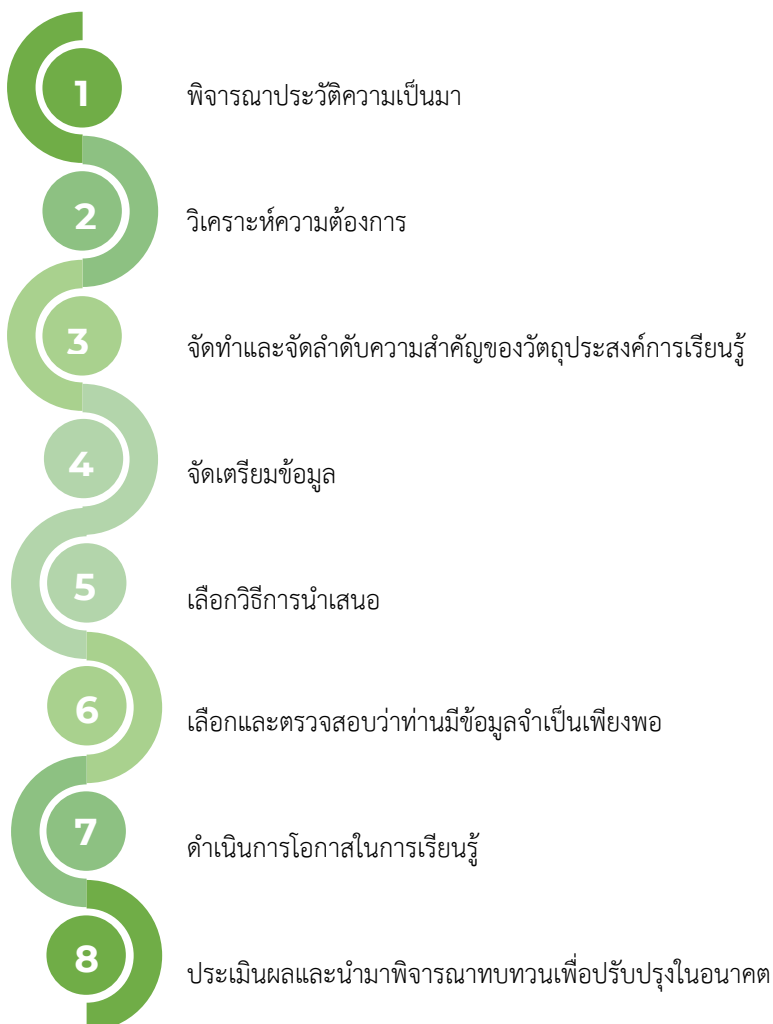 1 พิจารณาประวัติความเป็นมา
2 วิเคราะห์ความต้องการ
3 จัดทำและจัดลำดับความสำคัญของวัตถุประสงค์การเรียนรู้
4 จัดเตรียมข้อมูล
5 เลือกวิธีการนำเสนอ
6 เลือกและตรวจสอบว่าท่านมีข้อมูลจำเป็นเพียงพอ
7 ดำเนินการโอกาสในการเรียนรู้
8 ประเมินผลและนำมาพิจารณาทบทวนเพื่อปรับปรุงในอนาคต